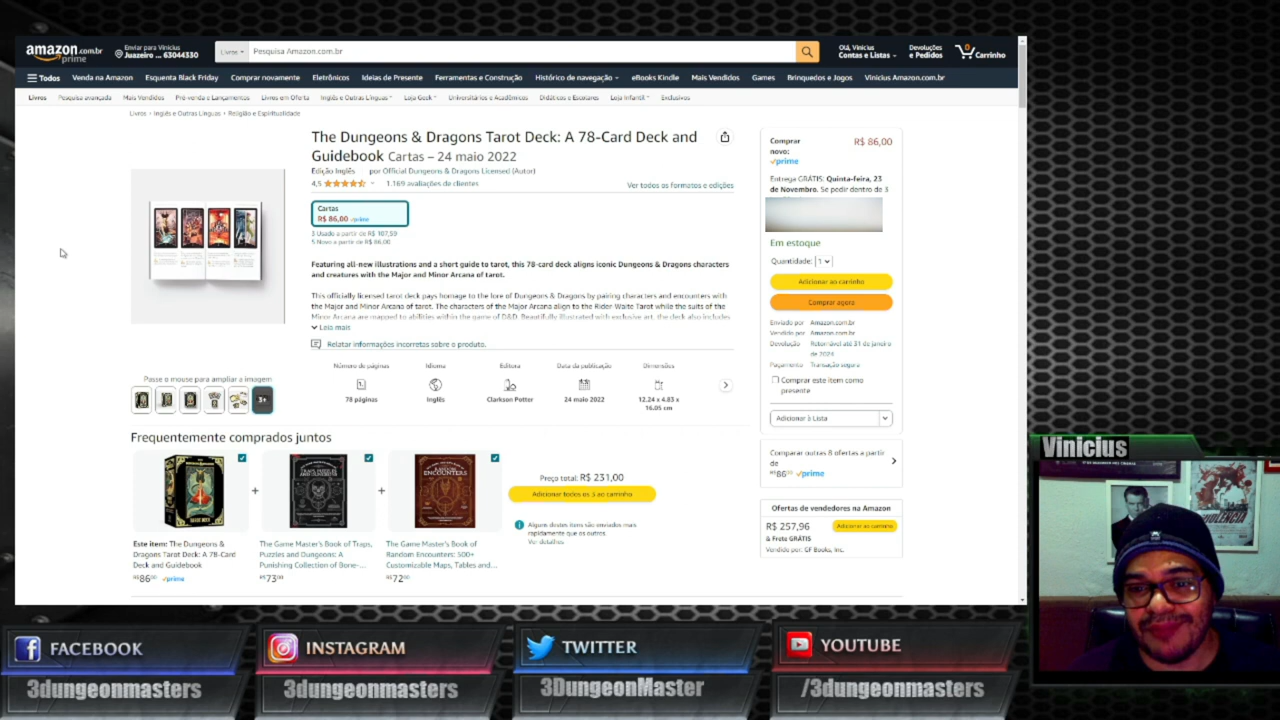 amazon.com.br
prime
Enviar para Vinicius
Juazeiro ... 63044330
Livros
Pesquisa Amazon.com.br
Olá, Vinicius
Contas e Listas
Devoluções
e Pedidos
0
Carrinho
Todos
Venda na Amazon
Esquenta Black Friday
Comprar novamente
Eletrônicos
Ideias de Presente
Ferramentas e Construção
Histórico de navegação
eBooks Kindle
Mais Vendidos
Games
Brinquedos e Jogos
Vinicius Amazon.com.br
Livros
Pesquisa avançada
Mais Vendidos
Pré-venda e Lançamentos
Livros em Oferta
Inglês e Outras Línguas
Loja Geek
Universitários e Acadêmicos
Didáticos e Escolares
Loja Infantil
Exclusivos
Livros › Inglês e Outras Línguas › Religião e Espiritualidade
The Dungeons & Dragons Tarot Deck: A 78-Card Deck and
Guidebook Cartas – 24 maio 2022
Edição Inglês por Official Dungeons & Dragons Licensed (Autor)
4,5
1.169 avaliações de clientes
Ver todos os formatos e edições
Cartas
R$ 86,00 prime
3 Usado a partir de R$ 187,59
5 Novo a partir de R$ 86,00
Featuring all-new illustrations and a short guide to tarot, this 78-card deck aligns iconic Dungeons & Dragons characters
and creatures with the Major and Minor Arcana of tarot.
This officially licensed tarot deck pays homage to the lore of Dungeons & Dragons by pairing characters and encounters with
the Major and Minor Arcana of tarot. The characters of the Major Arcana align to the Rider-Waite Tarot while the suits of the
Minor Arcana are mapped to abilities within the game of D&D. Beautifully illustrated with exclusive art, the deck also includes
Leia mais
Relatar informações incorretas sobre o produto.
Número de páginas
78 páginas
Idioma
Inglês
Editora
Clarkson Potter
Data da publicação
24 maio 2022
Dimensões
12.24 x 4.83 x
16.05 cm
Passe o mouse para ampliar a imagem
3+
Frequentemente comprados juntos
+
+
Este item: The Dungeons &
Dragons Tarot Deck: A 78-Card
Deck and Guidebook
R$86⁰⁰ prime
The Game Master's Book of Traps,
Puzzles and Dungeons: A
Punishing Collection of Bone-...
The Game Master's Book of
Random Encounters: 500+
Customizable Maps, Tables and...
Preço total: R$ 231,00
Adicionar todos os 3 ao carrinho
Alguns destes itens são enviados mais
rapidamente que os outros.
Ver detalhes
Comprar
novo:
R$ 86,00
prime
Entrega GRÁTIS: Quinta-feira, 23
de Novembro. Se pedir dentro de 3
Em estoque
Quantidade: 1
Adicionar ao carrinho
Comprar agora
Enviado por Amazon.com.br
Vendido por Amazon.com.br
Devolução Retornável até 31 de janeiro
de 2024
Pagamento Transação segura
Comprar este item como
presente
Adicionar à Lista
Comparar outras 8 ofertas a partir
de
R$86⁰⁰ prime
Ofertas de vendedores na Amazon
R$ 257,96
Adicionar ao carrinho
& Frete GRÁTIS
Vendido por: GF Books, Inc.
Vinicius
FACEBOOK
3dungeonmasters
INSTAGRAM
3dungeonmasters
TWITTER
3DungeonMaster
YOUTUBE
/3dungeonmasters